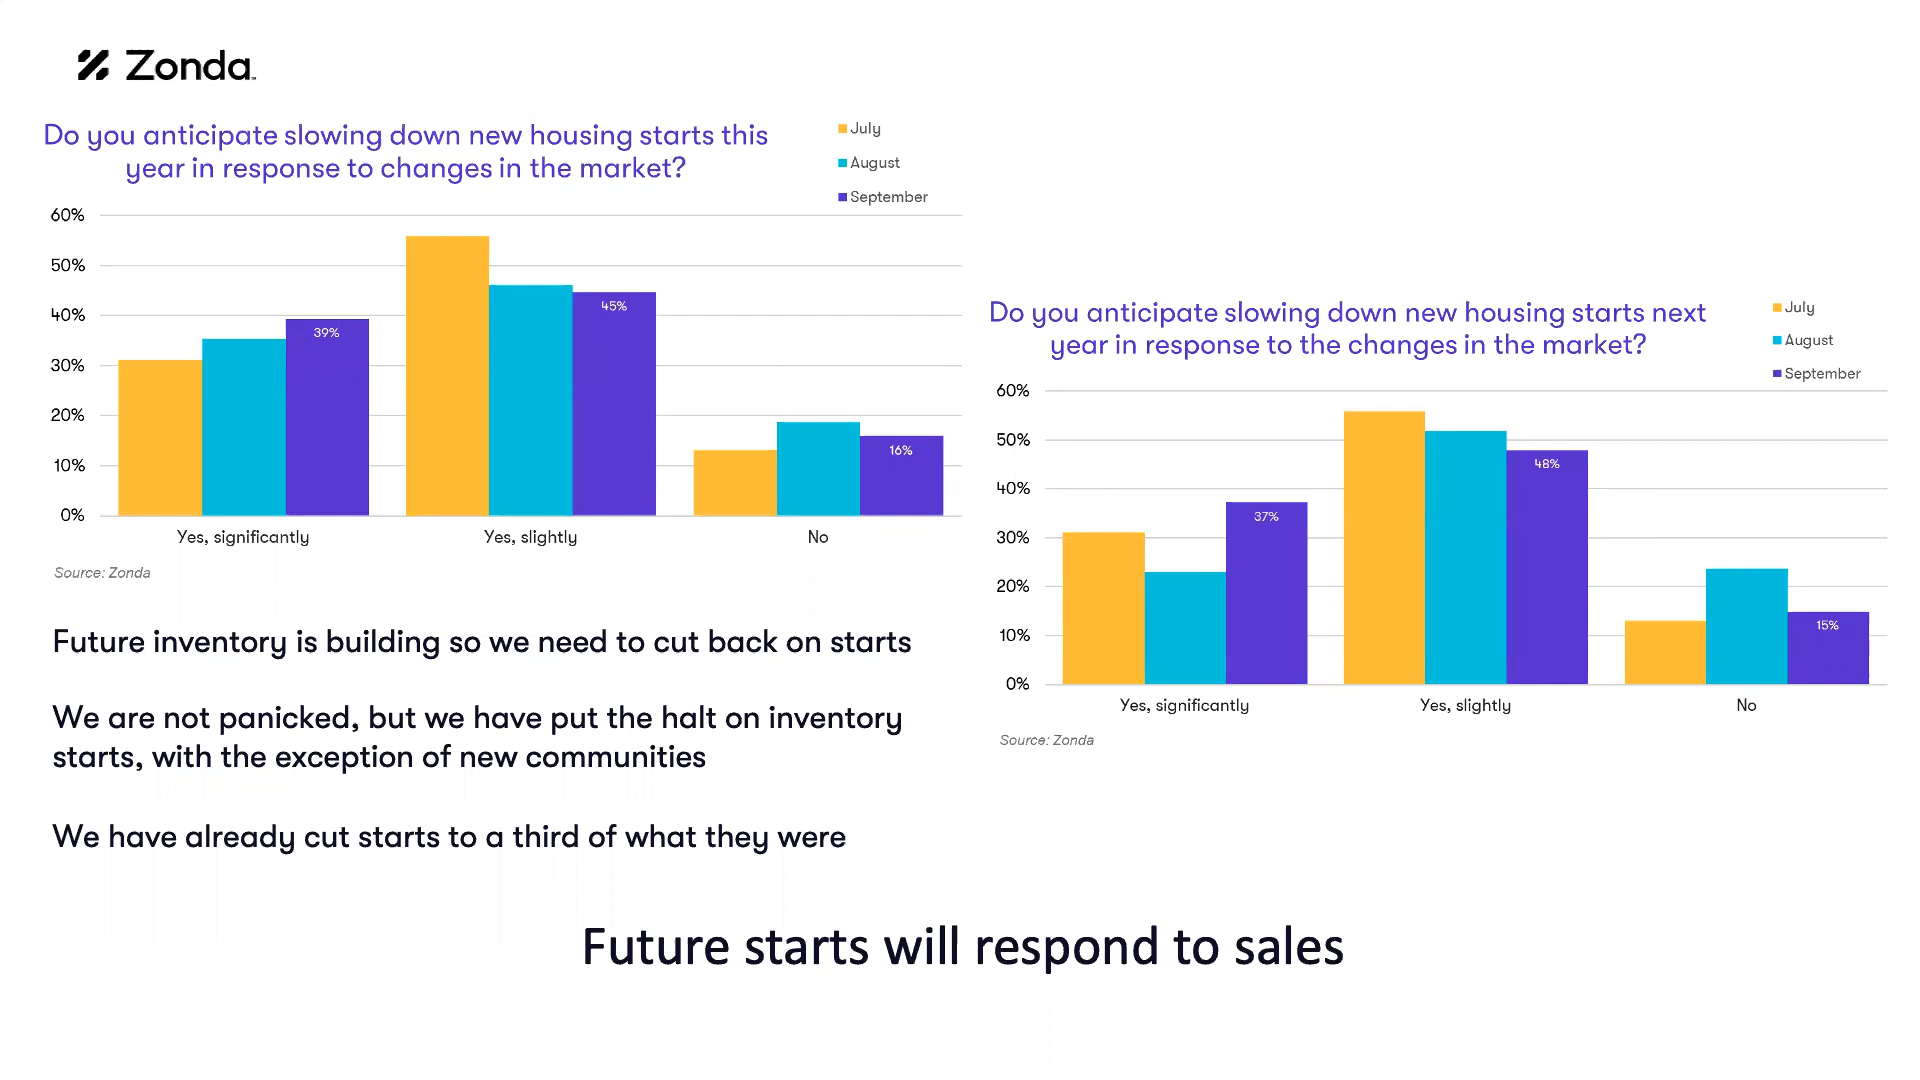 Zonda
Do you anticipate slowing down new housing starts this
year in response to changes in the market?
July
August
September
60%
50%
40%
30%
20%
10%
0%
39%
45%
16%
Yes, significantly
Yes, slightly
No
Source: Zonda
Do you anticipate slowing down new housing starts next
year in response to the changes in the market?
July
August
September
60%
50%
40%
30%
20%
10%
0%
37%
48%
15%
Yes, significantly
Yes, slightly
No
Source: Zonda
Future inventory is building so we need to cut back on starts
We are not panicked, but we have put the halt on inventory
starts, with the exception of new communities
We have already cut starts to a third of what they were
Future starts will respond to sales